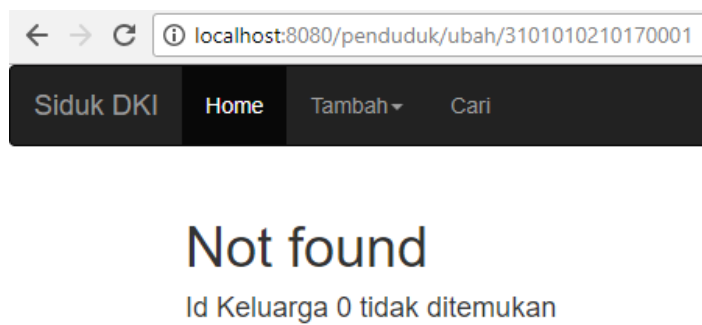 localhost:8080/penduduk/ubah/3101010210170001
Siduk DKI Home Tambah Cari
Not found
Id Keluarga 0 tidak ditemukan